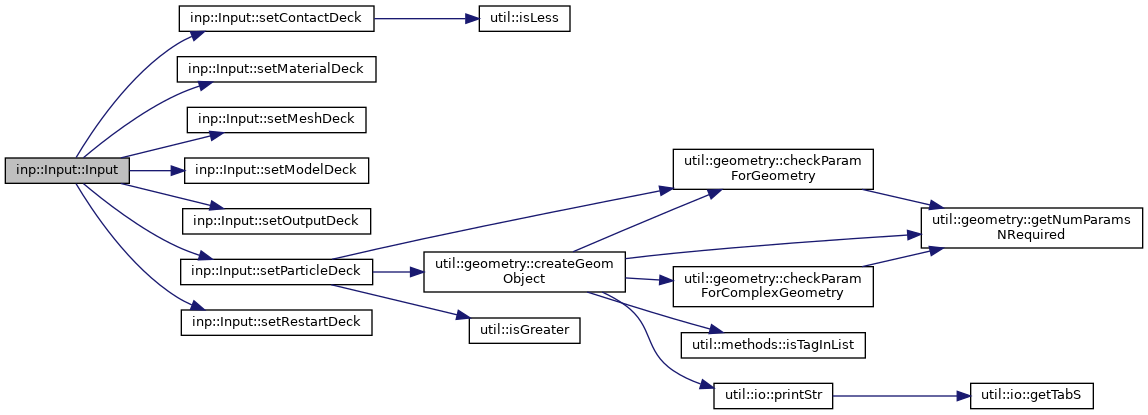 inp::Input::setContactDeck
util::isLess
inp::Input::setMaterialDeck
inp::Input::setMeshDeck
inp::Input::Input
inp::Input::setModelDeck
util::geometry::checkParam
ForGeometry
inp::Input::setOutputDeck
util::geometry::getNumParams
NRequired
inp::Input::setParticleDeck
util::geometry::createGeom
Object
util::geometry::checkParam
ForComplexGeometry
inp::Input::setRestartDeck
util::isGreater
util::methods::isTagInList
util::io::printStr
util::io::getTabS